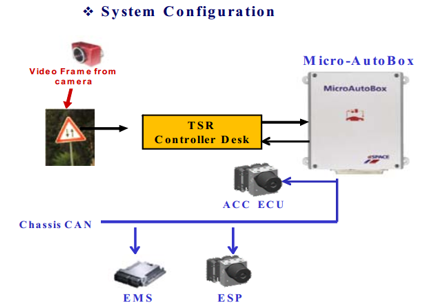 ❖ System Configuration
Video Frame from
camera
Micro-AutoBox
MicroAutoBox
TSR
Controller Desk
dSPACE
ACC ECU
Chassis CAN
EMS
ESP